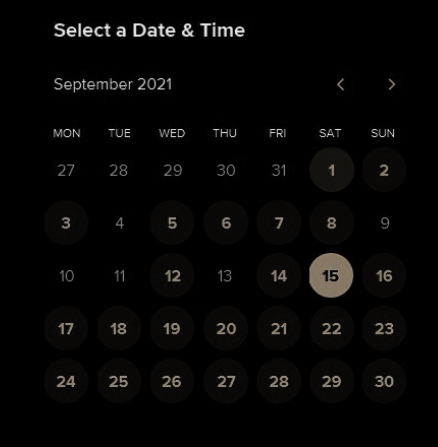 Select a Date & Time
September 2021
MON TUE WED THU FRI SAT SUN
27 28 29 30 31 1 2
3 4 5 6 7 8 9
10 11 12 13 14 15 16
17 18 19 20 21 22 23
24 25 26 27 28 29 30